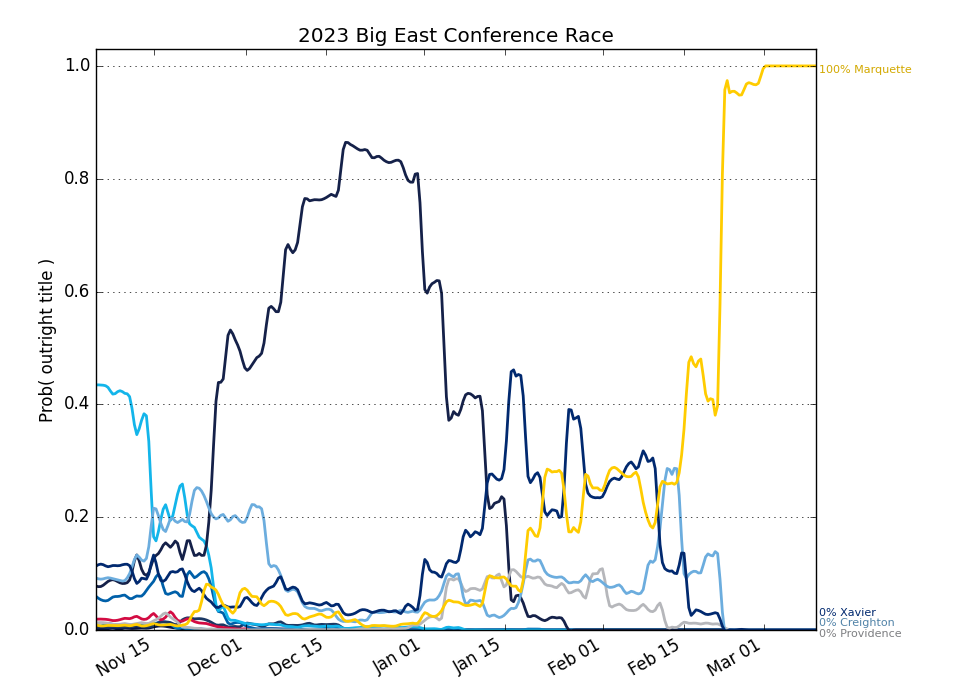 2023 Big East Conference Race
Prob( outright title )
1.0
0.8
0.6
0.4
0.2
0.0
100% Marquette
0% Xavier
0% Creighton
0% Providence
Nov 15
Dec 01
Dec 15
Jan 01
Jan 15
Feb 01
Feb 15
Mar 01